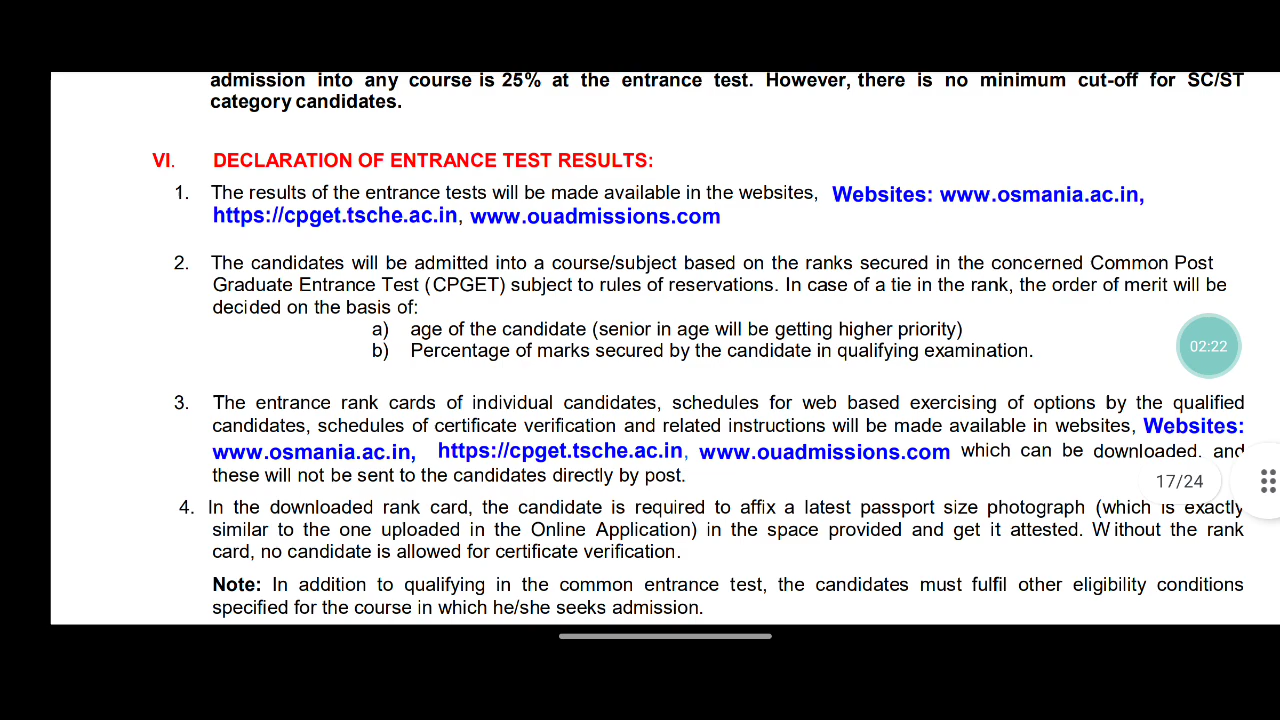 admission into any course is 25% at the entrance test. However, there is no minimum cut-off for SC/ST
category candidates.
VI. DECLARATION OF ENTRANCE TEST RESULTS:
1. The results of the entrance tests will be made available in the websites, Websites: www.osmania.ac.in,
https://cpget.tsche.ac.in, www.ouadmissions.com
2. The candidates will be admitted into a course/subject based on the ranks secured in the concerned Common Post
Graduate Entrance Test (CPGET) subject to rules of reservations. In case of a tie in the rank, the order of merit will be
decided on the basis of:
a) age of the candidate (senior in age will be getting higher priority)
b) Percentage of marks secured by the candidate in qualifying examination.
02:22
3. The entrance rank cards of individual candidates, schedules for web based exercising of options by the qualified
candidates, schedules of certificate verification and related instructions will be made available in websites, Websites:
www.osmania.ac.in, https://cpget.tsche.ac.in, www.ouadmissions.com which can be downloaded. and
these will not be sent to the candidates directly by post.
17/24
4. In the downloaded rank card, the candidate is required to affix a latest passport size photograph (which is exactly
similar to the one uploaded in the Online Application) in the space provided and get it attested. Without the rank
card, no candidate is allowed for certificate verification.
Note: In addition to qualifying in the common entrance test, the candidates must fulfil other eligibility conditions
specified for the course in which he/she seeks admission.